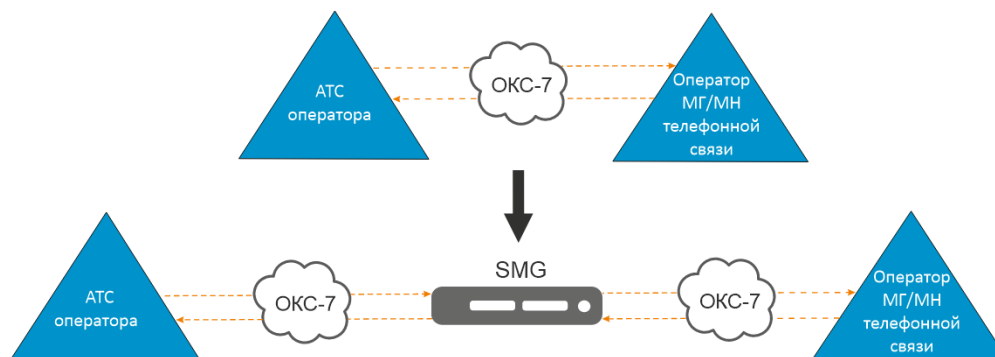 АТС
оператора
ОКС-7
Оператор
МГ/МН
телефонной
связи
SMG
АТС
оператора
ОКС-7
ОКС-7
Оператор
МГ/МН
телефонной
связи